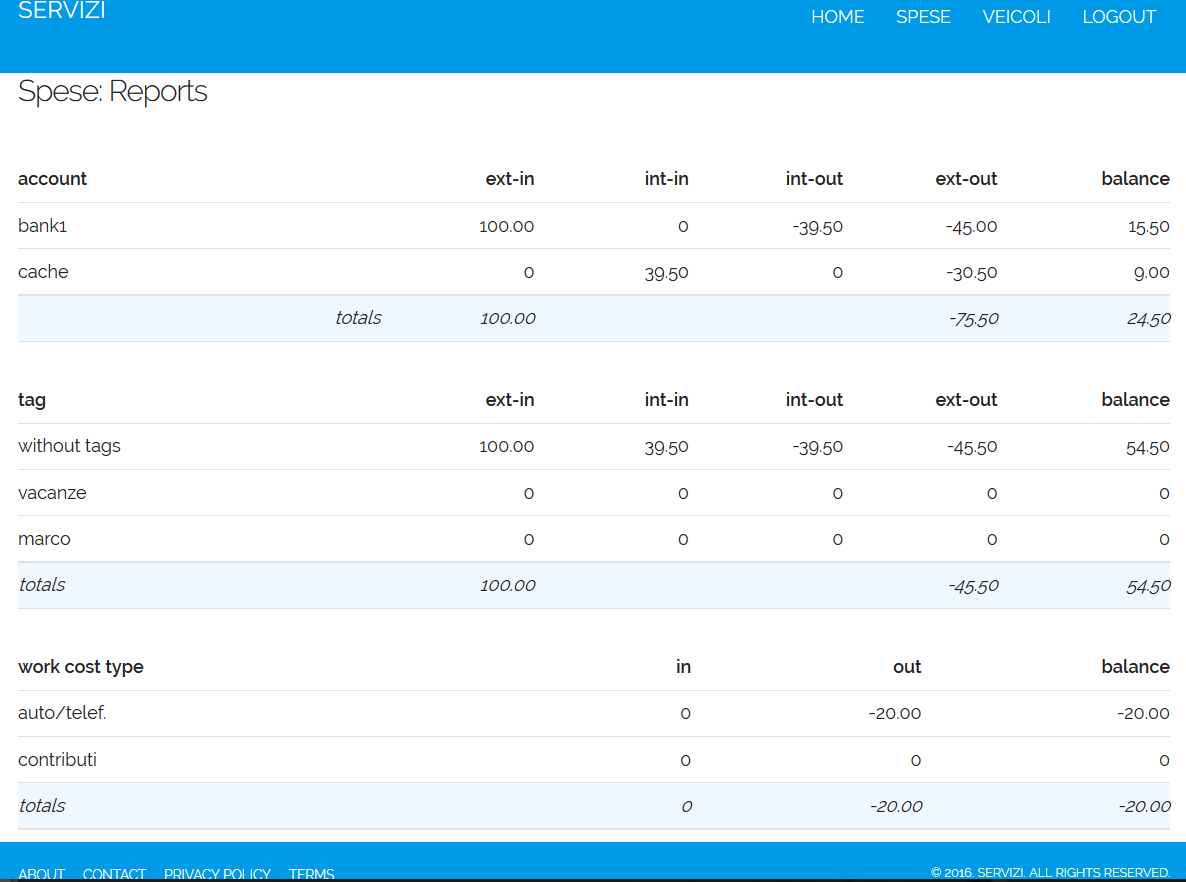 SERVIZI HOME SPESE VEICOLI LOGOUT
Spese: Reports
account ext-in int-in int-out ext-out balance
bank1 100.00 0 -39.50 -45.00 15.50
cache 0 39.50 0 -30.50 9.00
totals 100.00 -75.50 24.50
tag ext-in int-in int-out ext-out balance
without tags 100.00 39.50 -39.50 -45.50 54.50
vacanze 0 0 0 0 0
marco 0 0 0 0 0
totals 100.00 -45.50 54.50
work cost type in out balance
auto/telef. 0 -20.00 -20.00
contributi 0 0 0
totals 0 -20.00 -20.00
ABOUT CONTACT PRIVACY POLICY TERMS © 2016. SERVIZI. ALL RIGHTS RESERVED.